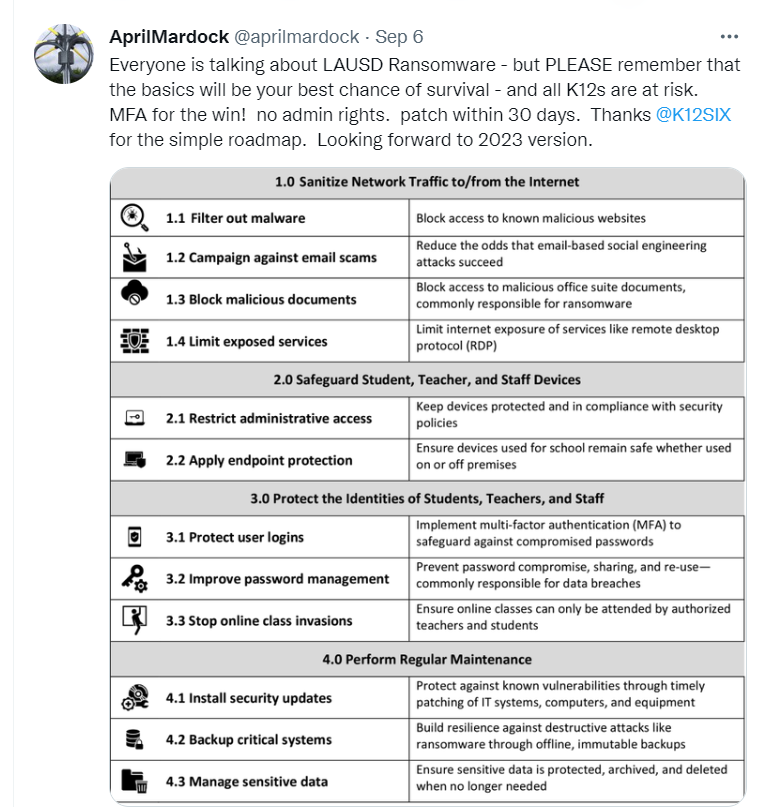 AprilMardock @aprilmardock · Sep 6
Everyone is talking about LAUSD Ransomware - but PLEASE remember that
the basics will be your best chance of survival - and all K12s are at risk.
MFA for the win!  no admin rights.  patch within 30 days.  Thanks @K12SIX
for the simple roadmap.  Looking forward to 2023 version.
1.0 Sanitize Network Traffic to/from the Internet
1.1 Filter out malware
Block access to known malicious websites
1.2 Campaign against email scams
Reduce the odds that email-based social engineering
attacks succeed
1.3 Block malicious documents
Block access to malicious office suite documents,
commonly responsible for ransomware
1.4 Limit exposed services
Limit internet exposure of services like remote desktop
protocol (RDP)
2.0 Safeguard Student, Teacher, and Staff Devices
2.1 Restrict administrative access
Keep devices protected and in compliance with security
policies
2.2 Apply endpoint protection
Ensure devices used for school remain safe whether used
on or off premises
3.0 Protect the Identities of Students, Teachers, and Staff
3.1 Protect user logins
Implement multi-factor authentication (MFA) to
safeguard against compromised passwords
3.2 Improve password management
Prevent password compromise, sharing, and re-use—
commonly responsible for data breaches
3.3 Stop online class invasions
Ensure online classes can only be attended by authorized
teachers and students
4.0 Perform Regular Maintenance
4.1 Install security updates
Protect against known vulnerabilities through timely
patching of IT systems, computers, and equipment
4.2 Backup critical systems
Build resilience against destructive attacks like
ransomware through offline, immutable backups
4.3 Manage sensitive data
Ensure sensitive data is protected, archived, and deleted
when no longer needed